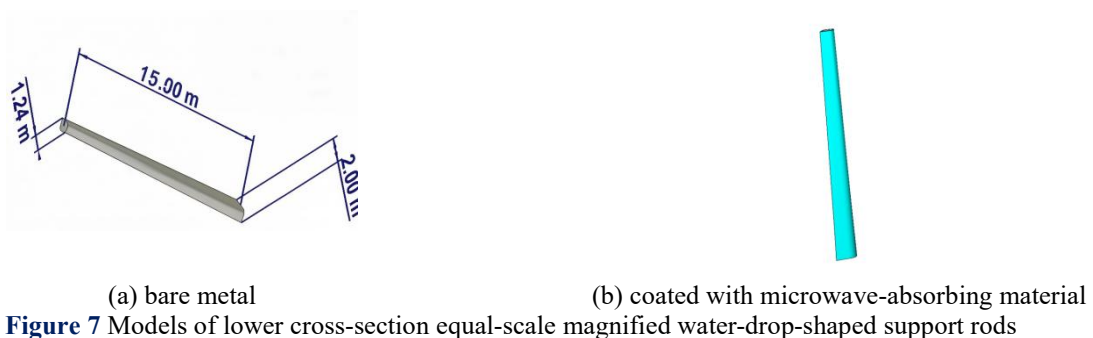 15.00 m
1.24 m
2.00
(a) bare metal
(b) coated with microwave-absorbing material
Figure 7 Models of lower cross-section equal-scale magnified water-drop-shaped support rods